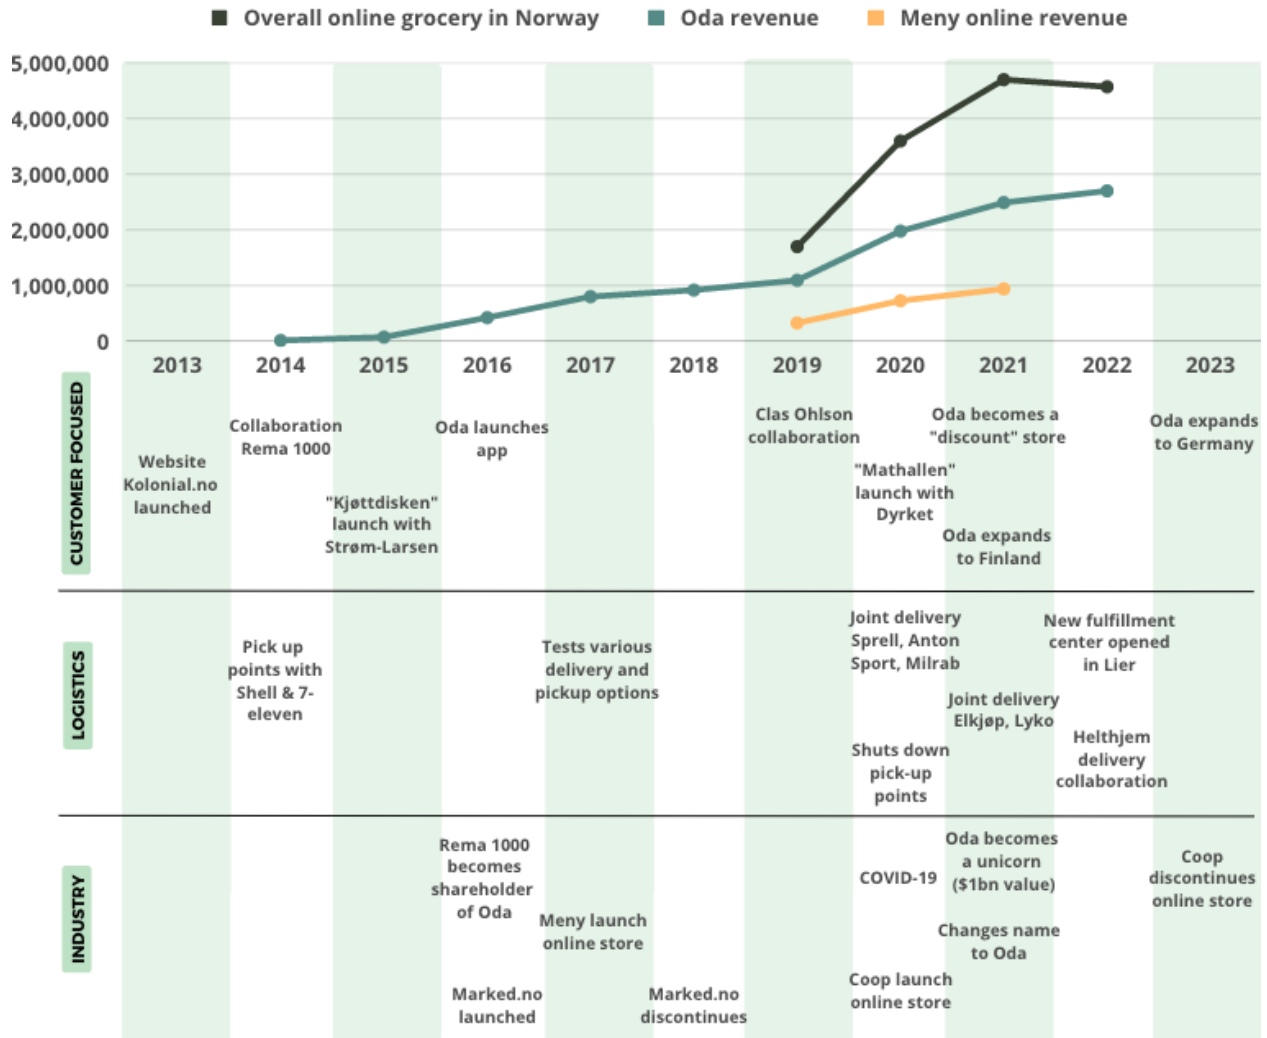 Overall online grocery in Norway
Oda revenue
Meny online revenue
5,000,000
4,000,000
3,000,000
2,000,000
1,000,000
0
2013
2014
2015
2016
2017
2018
2019
2020
2021
2022
2023
CUSTOMER FOCUSED
Website
Kolonial.no
launched
Collaboration
Rema 1000
"Kjøttdisken"
launch with
Strøm-Larsen
Oda launches
app
Clas Ohlson
collaboration
"Mathallen"
launch with
Dyrket
Oda becomes a
"discount" store
Oda expands
to Finland
Oda expands
to Germany
LOGISTICS
Pick up
points with
Shell & 7-
eleven
Tests various
delivery and
pickup options
Joint delivery
Sprell, Anton
Sport, Milrab
Shuts down
pick-up
points
Joint delivery
Elkjøp, Lyko
New fulfillment
center opened
in Lier
Helthjem
delivery
collaboration
INDUSTRY
Rema 1000
becomes
shareholder
of Oda
Marked.no
launched
Meny launch
online store
Marked.no
discontinues
COVID-19
Coop launch
online store
Oda becomes
a unicorn
($1bn value)
Changes name
to Oda
Coop
discontinues
online store